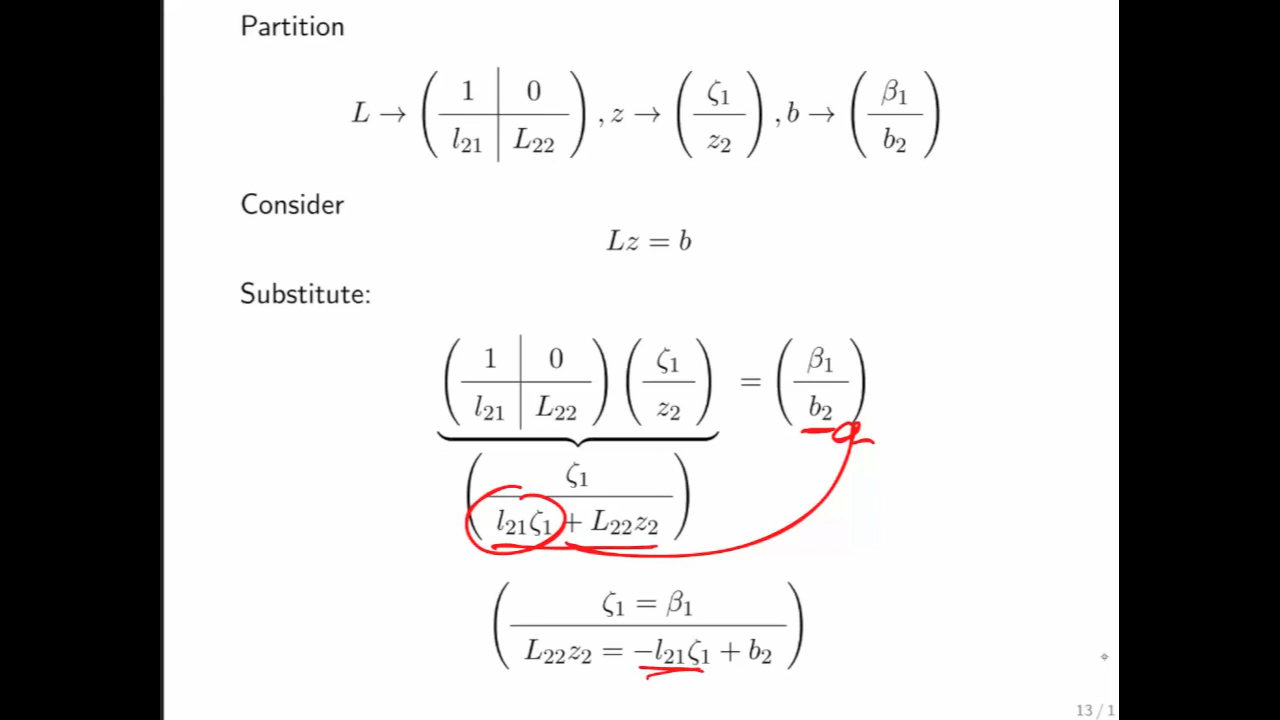 Partition
L → ( 1 | 0 / l₂₁ | L₂₂ ) , z → ( ζ₁ / z₂ ) , b → ( β₁ / b₂ )
Consider
Lz = b
Substitute:
( 1 | 0 / l₂₁ | L₂₂ ) ( ζ₁ / z₂ ) = ( β₁ / b₂ )
( ζ₁ / l₂₁ζ₁ + L₂₂z₂ )
( ζ₁ = β₁ / L₂₂z₂ = −l₂₁ζ₁ + b₂ )
13 / 1